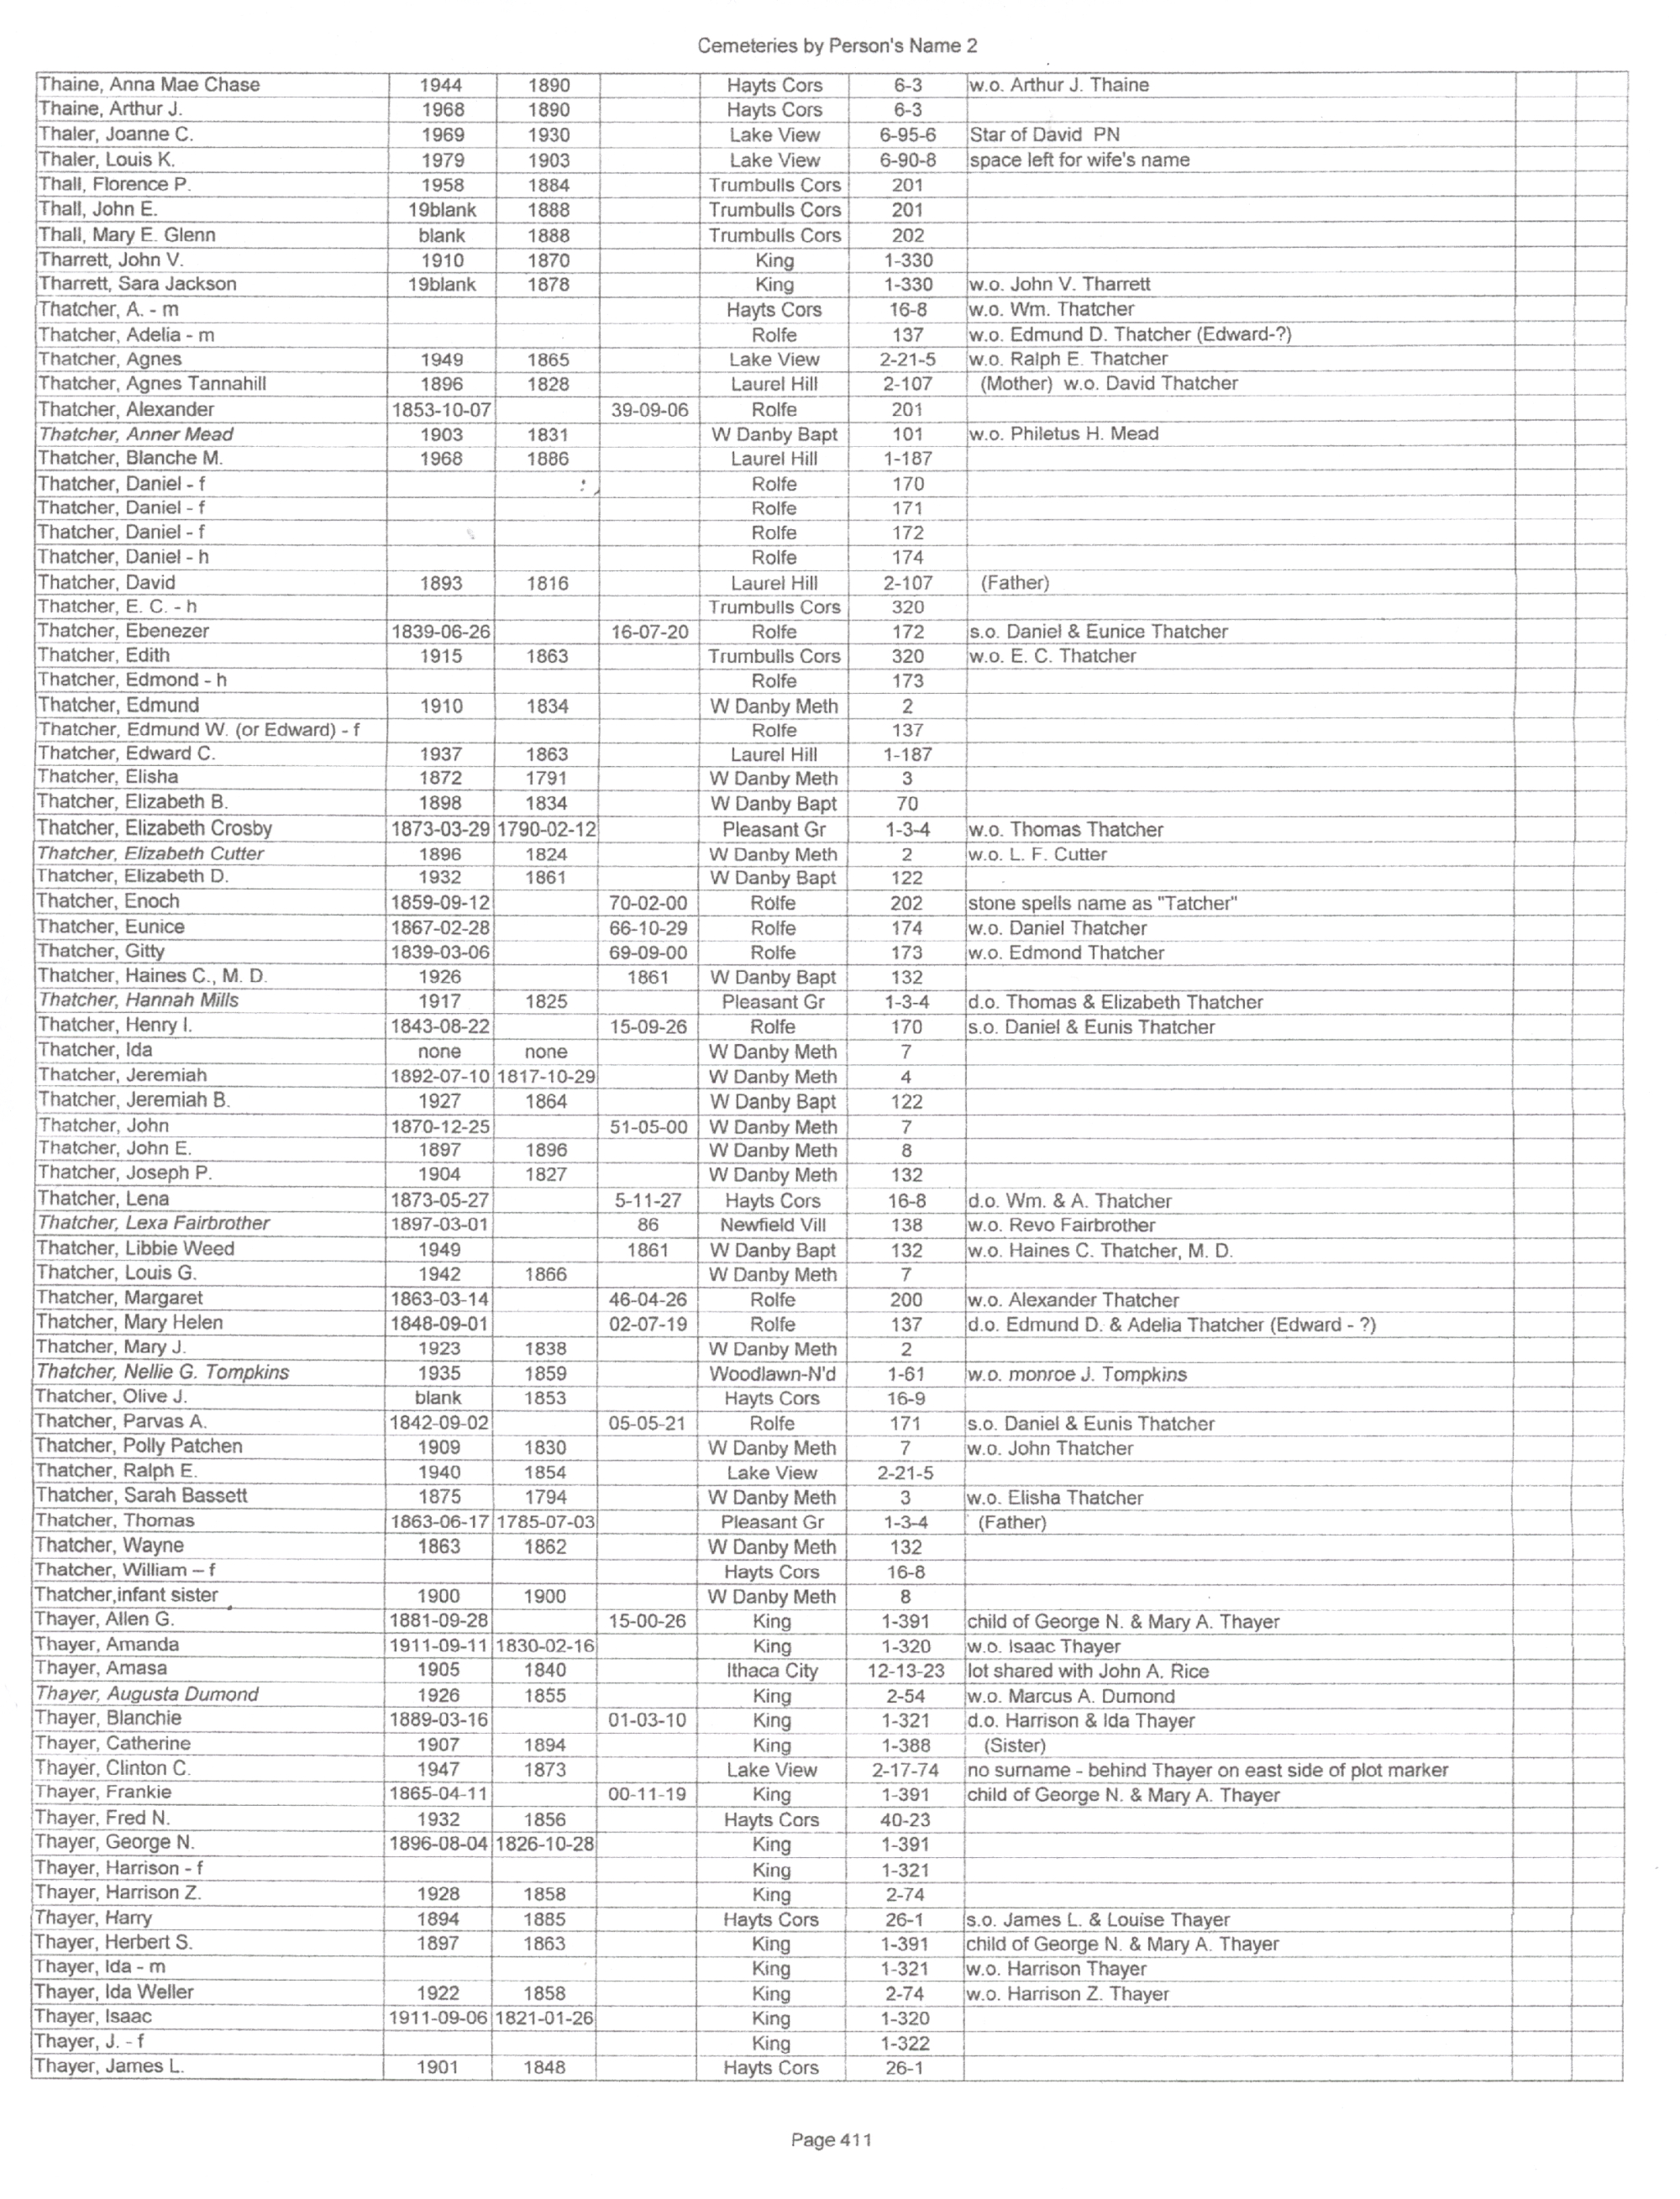 Cemeteries by Person's Name 2
Thaine, Anna Mae Chase 1944 1890 Hayts Cors 6-3 w.o. Arthur J. Thaine
Thaine, Arthur J. 1968 1890 Hayts Cors 6-3
Thaler, Joanne C. 1969 1930 Lake View 6-95-6 Star of David PN
Thaler, Louis K. 1979 1903 Lake View 6-90-8 space left for wife's name
Thall, Florence P. 1958 1884 Trumbulls Cors 201
Thall, John E. 19blank 1888 Trumbulls Cors 201
Thall, Mary E. Glenn blank 1888 Trumbulls Cors 202
Tharrett, John V. 1910 1870 King 1-330
Tharrett, Sara Jackson 19blank 1878 King 1-330 w.o. John V. Tharrett
Thatcher, A. - m Hayts Cors 16-8 w.o. Wm. Thatcher
Thatcher, Adelia - m Rolfe 137 w.o. Edmund D. Thatcher (Edward-?)
Thatcher, Agnes 1949 1865 Lake View 2-21-5 w.o. Ralph E. Thatcher
Thatcher, Agnes Tannahill 1896 1828 Laurel Hill 2-107 (Mother) w.o. David Thatcher
Thatcher, Alexander 1853-10-07 39-09-06 Rolfe 201
Thatcher, Anner Mead 1903 1831 W Danby Bapt 101 w.o. Philetus H. Mead
Thatcher, Blanche M. 1968 1886 Laurel Hill 1-187
Thatcher, Daniel - f Rolfe 170
Thatcher, Daniel - f Rolfe 171
Thatcher, Daniel - f Rolfe 172
Thatcher, Daniel - h Rolfe 174
Thatcher, David 1893 1816 Laurel Hill 2-107 (Father)
Thatcher, E. C. - h Trumbulls Cors 320
Thatcher, Ebenezer 1839-06-26 16-07-20 Rolfe 172 s.o. Daniel & Eunice Thatcher
Thatcher, Edith 1915 1863 Trumbulls Cors 320 w.o. E. C. Thatcher
Thatcher, Edmond - h Rolfe 173
Thatcher, Edmund 1910 1834 W Danby Meth 2
Thatcher, Edmund W. (or Edward) - f Rolfe 137
Thatcher, Edward C. 1937 1863 Laurel Hill 1-187
Thatcher, Elisha 1872 1791 W Danby Meth 3
Thatcher, Elizabeth B. 1898 1834 W Danby Bapt 70
Thatcher, Elizabeth Crosby 1873-03-29 1790-02-12 Pleasant Gr 1-3-4 w.o. Thomas Thatcher
Thatcher, Elizabeth Cutter 1896 1824 W Danby Meth 2 w.o. L. F. Cutter
Thatcher, Elizabeth D. 1932 1861 W Danby Bapt 122
Thatcher, Enoch 1859-09-12 70-02-00 Rolfe 202 stone spells name as "Tatcher"
Thatcher, Eunice 1867-02-28 66-10-29 Rolfe 174 w.o. Daniel Thatcher
Thatcher, Gitty 1839-03-06 69-09-00 Rolfe 173 w.o. Edmond Thatcher
Thatcher, Haines C., M. D. 1926 1861 W Danby Bapt 132
Thatcher, Hannah Mills 1917 1825 Pleasant Gr 1-3-4 d.o. Thomas & Elizabeth Thatcher
Thatcher, Henry I. 1843-08-22 15-09-26 Rolfe 170 s.o. Daniel & Eunis Thatcher
Thatcher, Ida none none W Danby Meth 7
Thatcher, Jeremiah 1892-07-10 1817-10-29 W Danby Meth 4
Thatcher, Jeremiah B. 1927 1864 W Danby Bapt 122
Thatcher, John 1870-12-25 51-05-00 W Danby Meth 7
Thatcher, John E. 1897 1896 W Danby Meth 8
Thatcher, Joseph P. 1904 1827 W Danby Meth 132
Thatcher, Lena 1873-05-27 5-11-27 Hayts Cors 16-8 d.o. Wm. & A. Thatcher
Thatcher, Lexa Fairbrother 1897-03-01 86 Newfield Vill 138 w.o. Revo Fairbrother
Thatcher, Libbie Weed 1949 1861 W Danby Bapt 132 w.o. Haines C. Thatcher, M. D.
Thatcher, Louis G. 1942 1866 W Danby Meth 7
Thatcher, Margaret 1863-03-14 46-04-26 Rolfe 200 w.o. Alexander Thatcher
Thatcher, Mary Helen 1848-09-01 02-07-19 Rolfe 137 d.o. Edmund D. & Adelia Thatcher (Edward - ?)
Thatcher, Mary J. 1923 1838 W Danby Meth 2
Thatcher, Nellie G. Tompkins 1935 1859 Woodlawn-N'd 1-61 w.o. monroe J. Tompkins
Thatcher, Olive J. blank 1853 Hayts Cors 16-9
Thatcher, Parvas A. 1842-09-02 05-05-21 Rolfe 171 s.o. Daniel & Eunis Thatcher
Thatcher, Polly Patchen 1909 1830 W Danby Meth 7 w.o. John Thatcher
Thatcher, Ralph E. 1940 1854 Lake View 2-21-5
Thatcher, Sarah Bassett 1875 1794 W Danby Meth 3 w.o. Elisha Thatcher
Thatcher, Thomas 1863-06-17 1785-07-03 Pleasant Gr 1-3-4 (Father)
Thatcher, Wayne 1863 1862 W Danby Meth 132
Thatcher, William – f Hayts Cors 16-8
Thatcher,infant sister 1900 1900 W Danby Meth 8
Thayer, Allen G. 1881-09-28 15-00-26 King 1-391 child of George N. & Mary A. Thayer
Thayer, Amanda 1911-09-11 1830-02-16 King 1-320 w.o. Isaac Thayer
Thayer, Amasa 1905 1840 Ithaca City 12-13-23 lot shared with John A. Rice
Thayer, Augusta Dumond 1926 1855 King 2-54 w.o. Marcus A. Dumond
Thayer, Blanchie 1889-03-16 01-03-10 King 1-321 d.o. Harrison & Ida Thayer
Thayer, Catherine 1907 1894 King 1-388 (Sister)
Thayer, Clinton C. 1947 1873 Lake View 2-17-74 no surname - behind Thayer on east side of plot marker
Thayer, Frankie 1865-04-11 00-11-19 King 1-391 child of George N. & Mary A. Thayer
Thayer, Fred N. 1932 1856 Hayts Cors 40-23
Thayer, George N. 1896-08-04 1826-10-28 King 1-391
Thayer, Harrison - f King 1-321
Thayer, Harrison Z. 1928 1858 King 2-74
Thayer, Harry 1894 1885 Hayts Cors 26-1 s.o. James L. & Louise Thayer
Thayer, Herbert S. 1897 1863 King 1-391 child of George N. & Mary A. Thayer
Thayer, Ida - m King 1-321 w.o. Harrison Thayer
Thayer, Ida Weller 1922 1858 King 2-74 w.o. Harrison Z. Thayer
Thayer, Isaac 1911-09-06 1821-01-26 King 1-320
Thayer, J. - f King 1-322
Thayer, James L. 1901 1848 Hayts Cors 26-1
Page 411